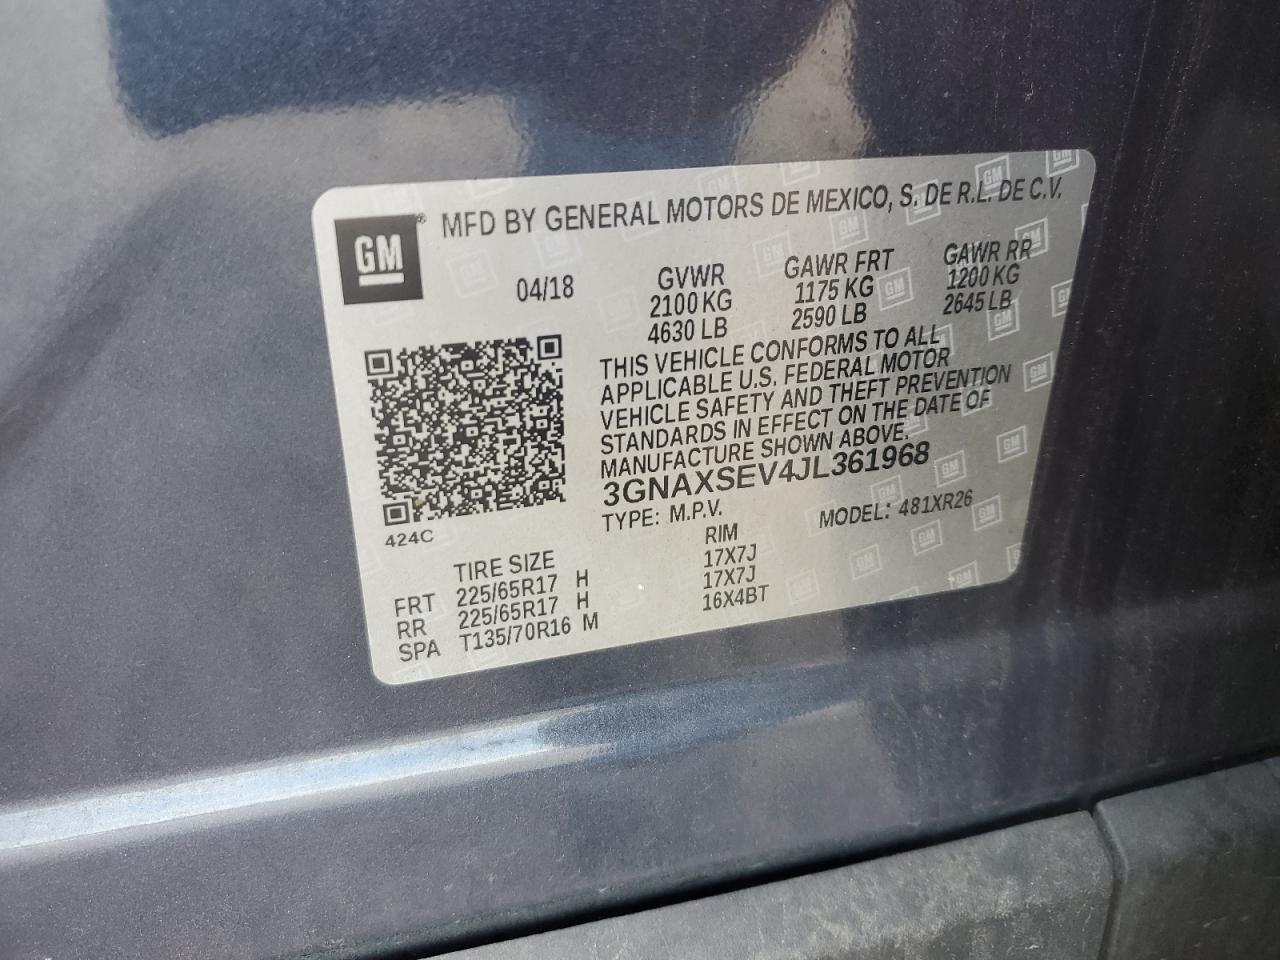 GM® MFD BY GENERAL MOTORS DE MEXICO, S. DE R.L. DE C.V.
04/18
GVWR GAWR FRT GAWR RR
2100 KG 1175 KG 1200 KG
4630 LB 2590 LB 2645 LB
THIS VEHICLE CONFORMS TO ALL
APPLICABLE U.S. FEDERAL MOTOR
VEHICLE SAFETY AND THEFT PREVENTION
STANDARDS IN EFFECT ON THE DATE OF
MANUFACTURE SHOWN ABOVE.
3GNAXSEV4JL361968
TYPE: M.P.V. MODEL: 481XR26
424C
TIRE SIZE RIM
FRT 225/65R17 H 17X7J
RR 225/65R17 H 17X7J
SPA T135/70R16 M 16X4BT